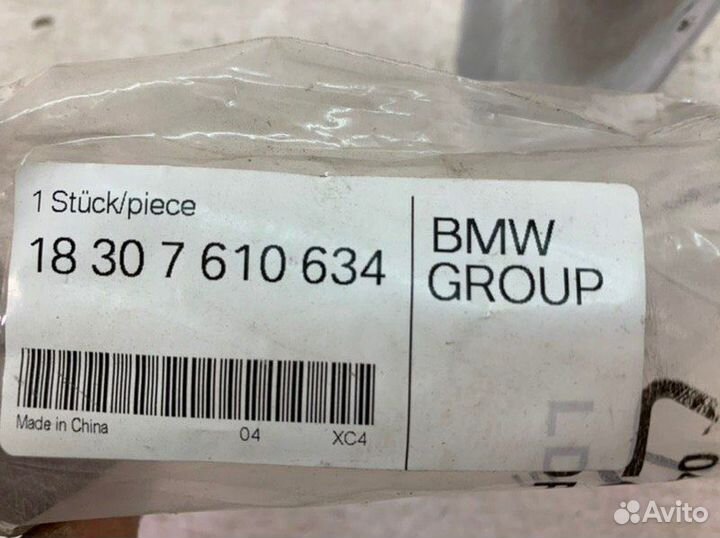 1 Stück/piece
18 30 7 610 634
BMW
GROUP
Made in China
04
XC4
Avito